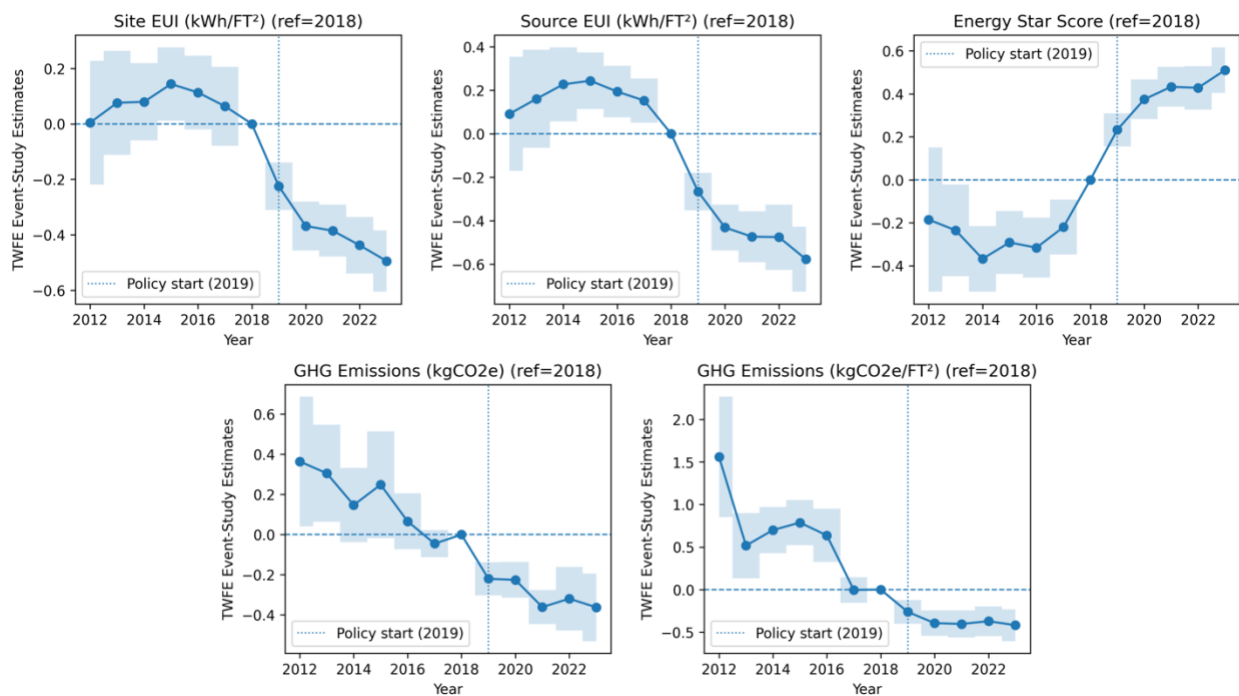 Site EUI (kWh/FT²) (ref=2018)
TWFE Event-Study Estimates
0.2
0.0
−0.2
−0.4
−0.6
Policy start (2019)
2012 2014 2016 2018 2020 2022
Year
Source EUI (kWh/FT²) (ref=2018)
TWFE Event-Study Estimates
0.4
0.2
0.0
−0.2
−0.4
−0.6
Policy start (2019)
2012 2014 2016 2018 2020 2022
Year
Energy Star Score (ref=2018)
TWFE Event-Study Estimates
Policy start (2019)
0.6
0.4
0.2
0.0
−0.2
−0.4
2012 2014 2016 2018 2020 2022
Year
GHG Emissions (kgCO2e) (ref=2018)
TWFE Event-Study Estimates
0.6
0.4
0.2
0.0
−0.2
−0.4
Policy start (2019)
2012 2014 2016 2018 2020 2022
Year
GHG Emissions (kgCO2e/FT²) (ref=2018)
TWFE Event-Study Estimates
2.0
1.5
1.0
0.5
0.0
−0.5
Policy start (2019)
2012 2014 2016 2018 2020 2022
Year